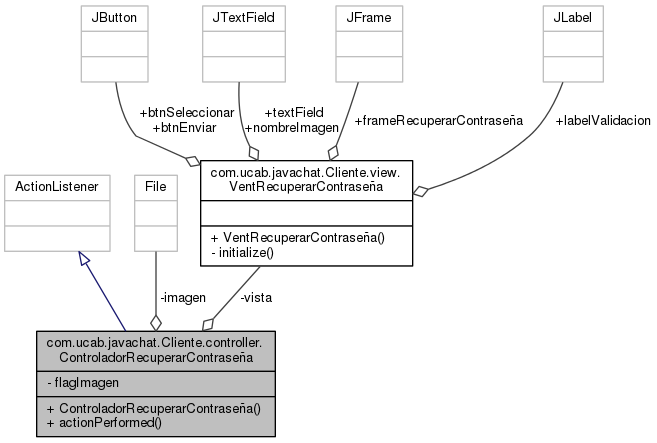 JButton
JTextField
JFrame
JLabel
+btnSeleccionar
+btnEnviar
+textField
+nombreImagen
+frameRecuperarContraseña
+labelValidacion
com.ucab.javachat.Cliente.view.
VentRecuperarContraseña
+ VentRecuperarContraseña()
- initialize()
ActionListener
File
-imagen
-vista
com.ucab.javachat.Cliente.controller.
ControladorRecuperarContraseña
- flagImagen
+ ControladorRecuperarContraseña()
+ actionPerformed()